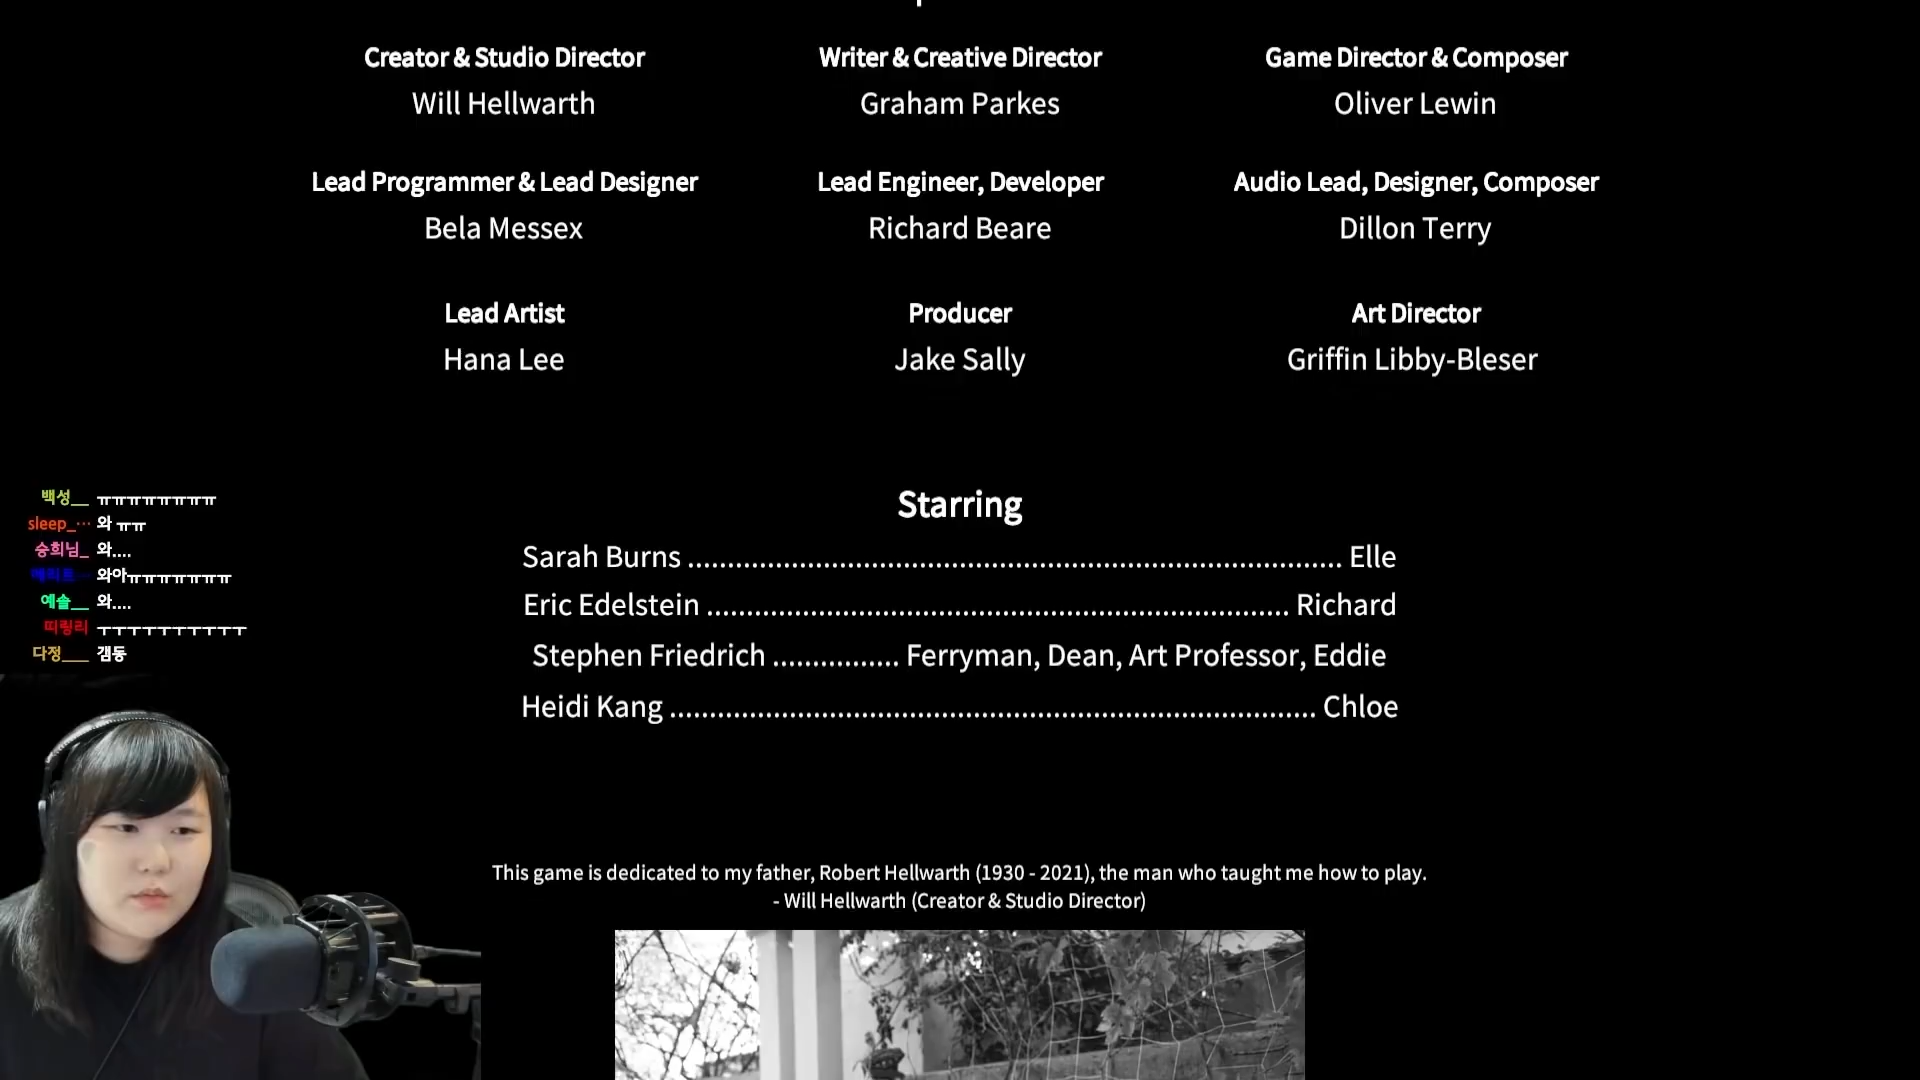 Creator & Studio Director
Will Hellwarth
Writer & Creative Director
Graham Parkes
Game Director & Composer
Oliver Lewin
Lead Programmer & Lead Designer
Bela Messex
Lead Engineer, Developer
Richard Beare
Audio Lead, Designer, Composer
Dillon Terry
Lead Artist
Hana Lee
Producer
Jake Sally
Art Director
Griffin Libby-Bleser
Starring
Sarah Burns .................................................................................. Elle
Eric Edelstein ......................................................................... Richard
Stephen Friedrich ................ Ferryman, Dean, Art Professor, Eddie
Heidi Kang ................................................................................. Chloe
This game is dedicated to my father, Robert Hellwarth (1930 - 2021), the man who taught me how to play.
- Will Hellwarth (Creator & Studio Director)
백성__ ㅠㅠㅠㅠㅠㅠㅠㅠ
sleep_… 와 ㅠㅠ
승희님_ 와....
와아ㅠㅠㅠㅠㅠㅠㅠ
예슬__ 와....
띠링리 ㅜㅜㅜㅜㅜㅜㅜㅜㅜㅜ
다정___ 갬동